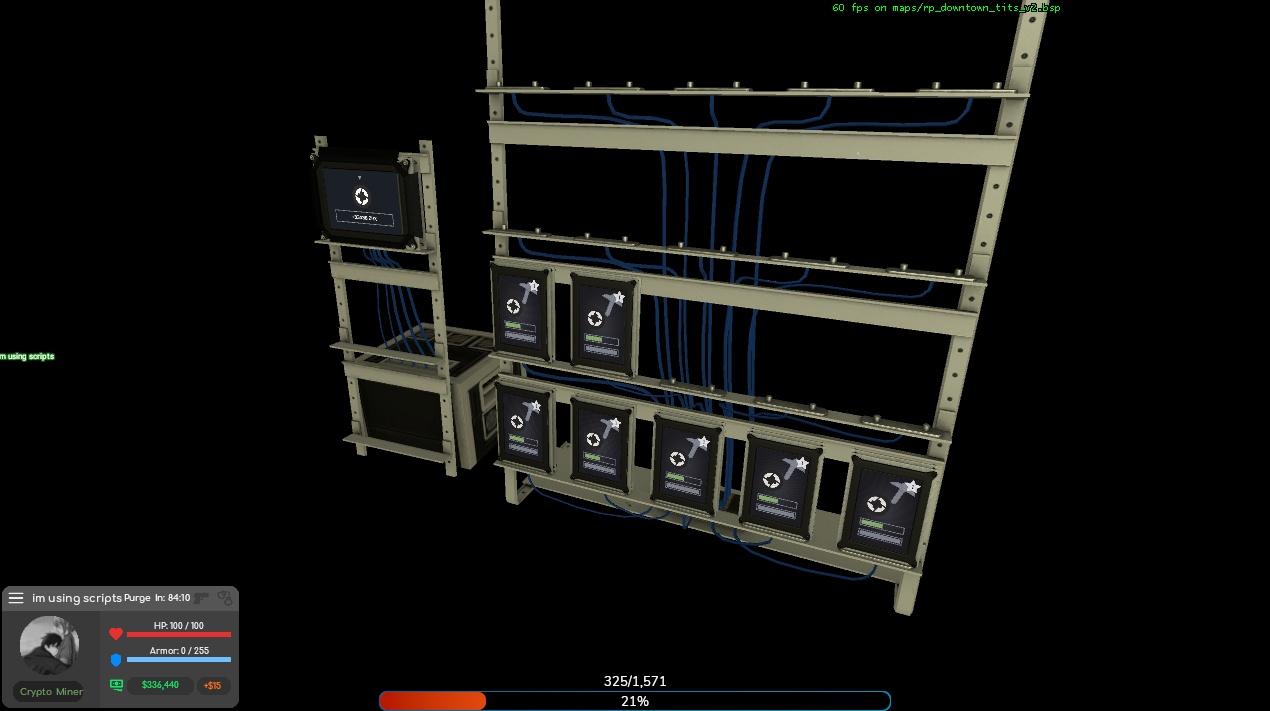 60 fps on maps/rp_downtown_tits_v2.bsp
m using scripts
im using scripts Purge In: 84:10
HP: 100 / 100
Armor: 0 / 255
$336,440 +$15
Crypto Miner
325/1,571
21%